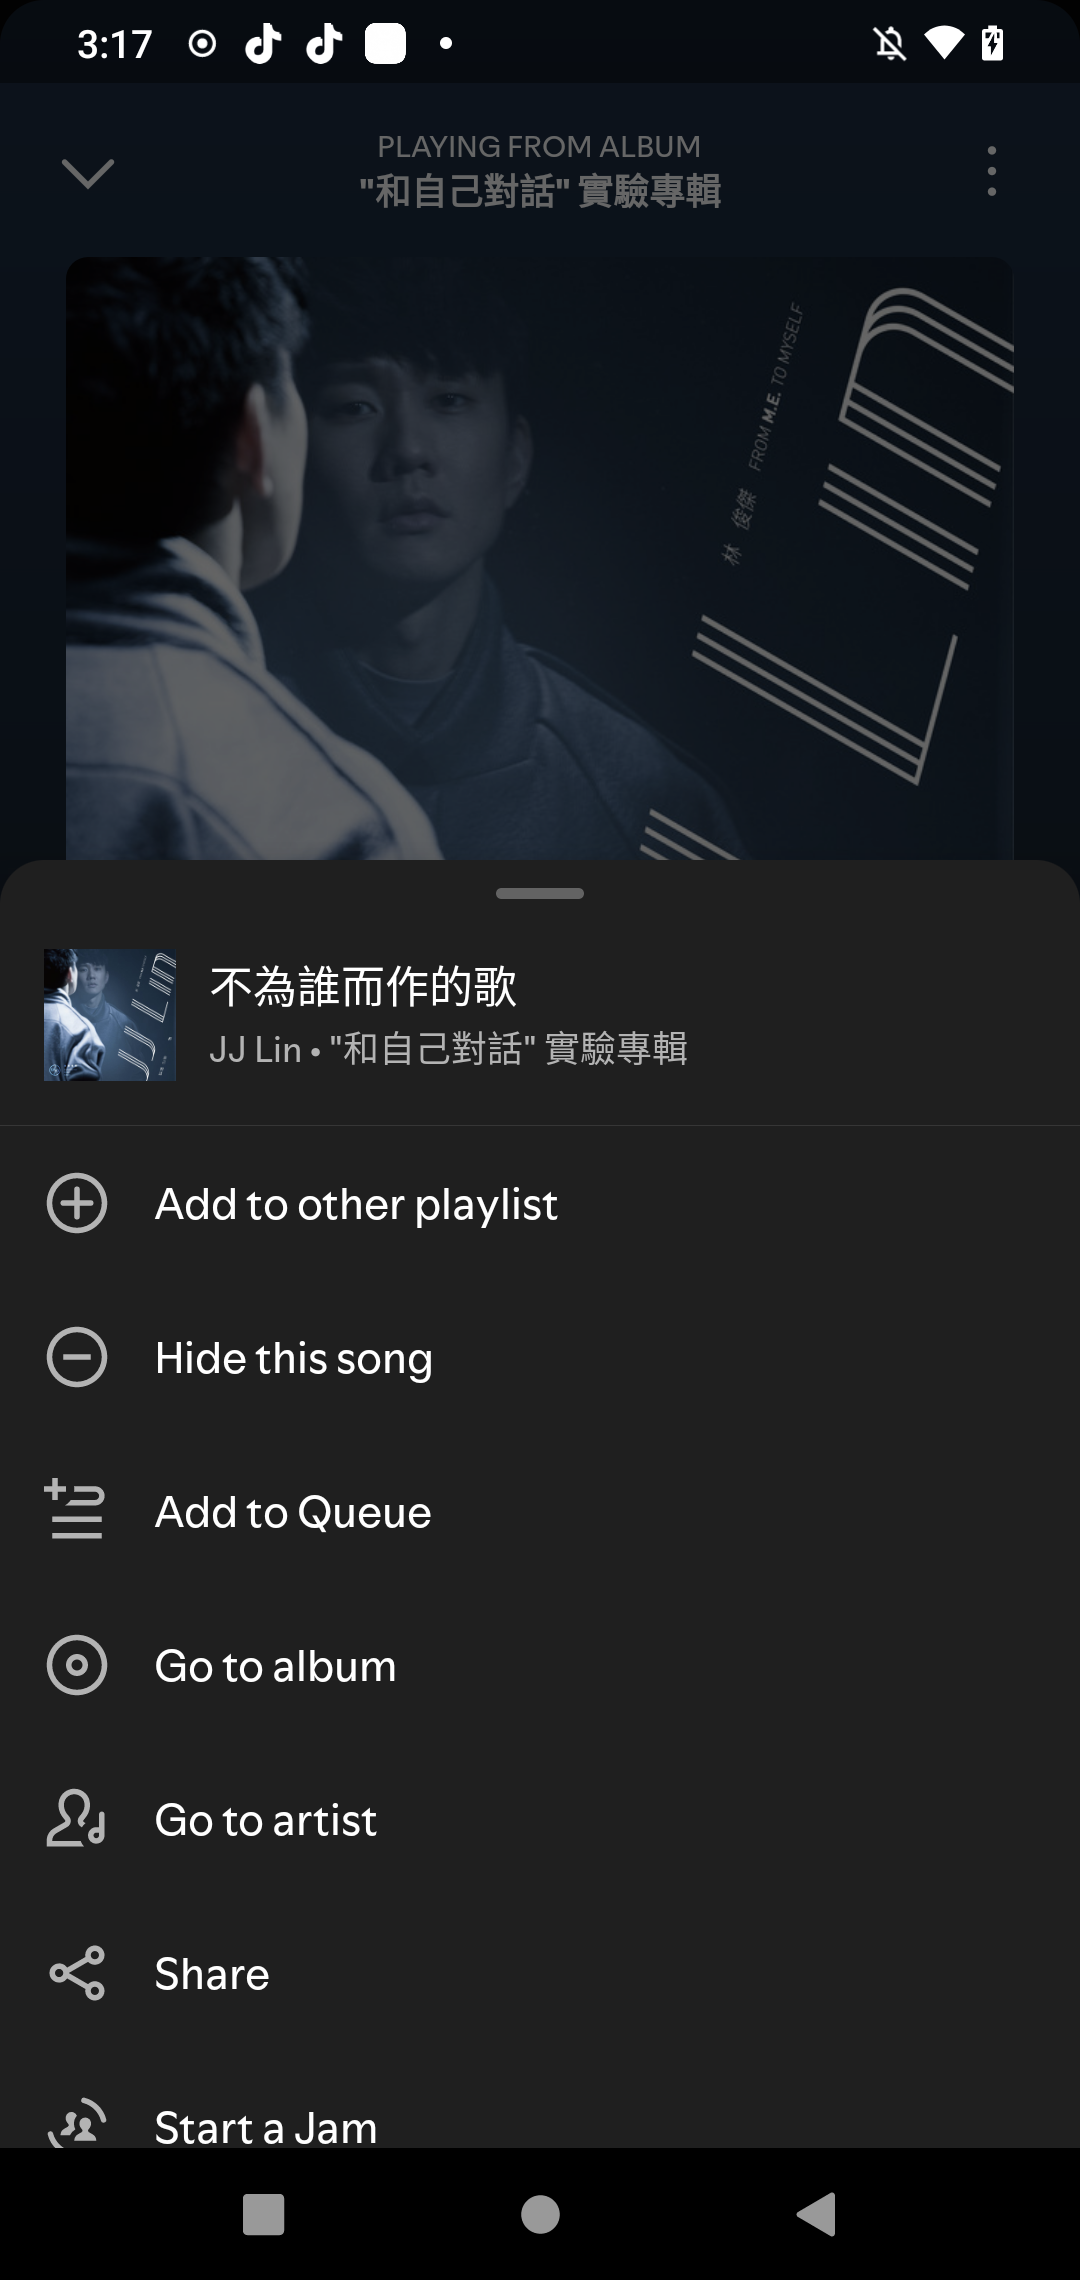 3:17
PLAYING FROM ALBUM
"和自己對話" 實驗專輯
林 俊傑 FROM M.E. TO MYSELF
不為誰而作的歌
JJ Lin • "和自己對話" 實驗專輯
Add to other playlist
Hide this song
Add to Queue
Go to album
Go to artist
Share
Start a Jam